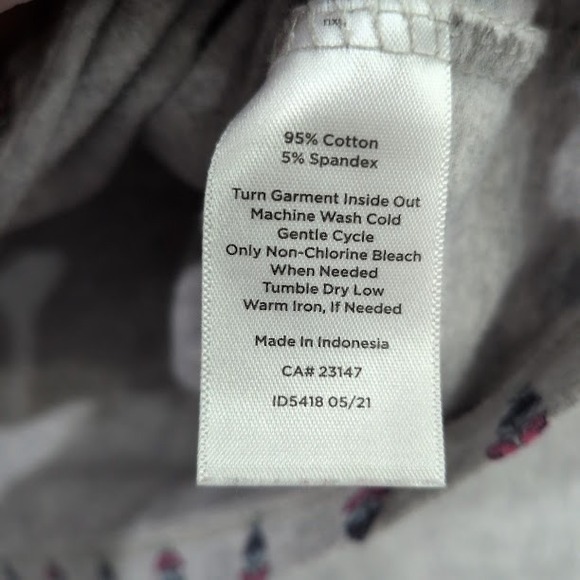 95% Cotton
5% Spandex
Turn Garment Inside Out
Machine Wash Cold
Gentle Cycle
Only Non-Chlorine Bleach
When Needed
Tumble Dry Low
Warm Iron, If Needed
Made In Indonesia
CA# 23147
ID5418 05/21